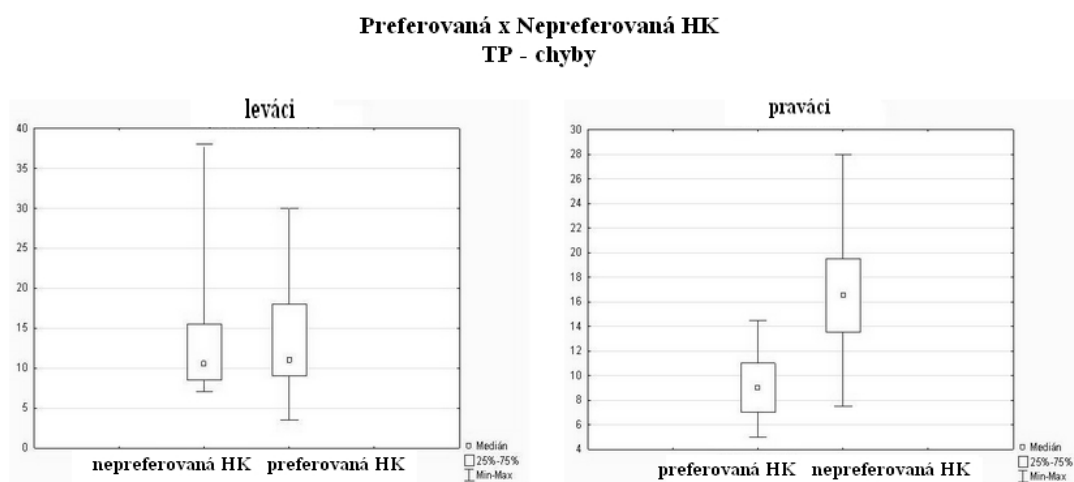 Preferovaná x Nepreferovaná HK
TP - chyby
leváci
40
35
30
25
20
15
10
5
0
nepreferovaná HK preferovaná HK
Medián
25%-75%
Min-Max
praváci
30
28
26
24
22
20
18
16
14
12
10
8
6
4
preferovaná HK nepreferovaná HK
Medián
25%-75%
Min-Max